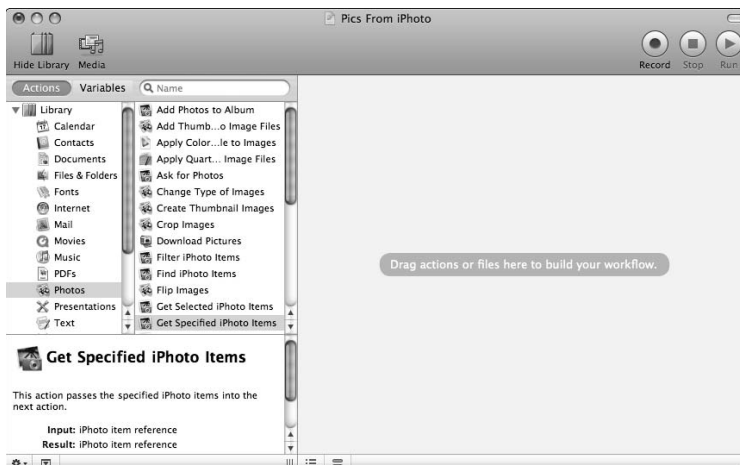 Pics From iPhoto
Hide Library Media
Record Stop Run
Actions Variables Name
Library
Calendar
Contacts
Documents
Files & Folders
Fonts
Internet
Mail
Movies
Music
PDFs
Photos
Presentations
Text
Add Photos to Album
Add Thumb...o Image Files
Apply Color...le to Images
Apply Quart... Image Files
Ask for Photos
Change Type of Images
Create Thumbnail Images
Crop Images
Download Pictures
Filter iPhoto Items
Find iPhoto Items
Flip Images
Get Selected iPhoto Items
Get Specified iPhoto Items
Drag actions or files here to build your workflow.
Get Specified iPhoto Items
This action passes the specified iPhoto items into the
next action.
Input: iPhoto item reference
Result: iPhoto item reference